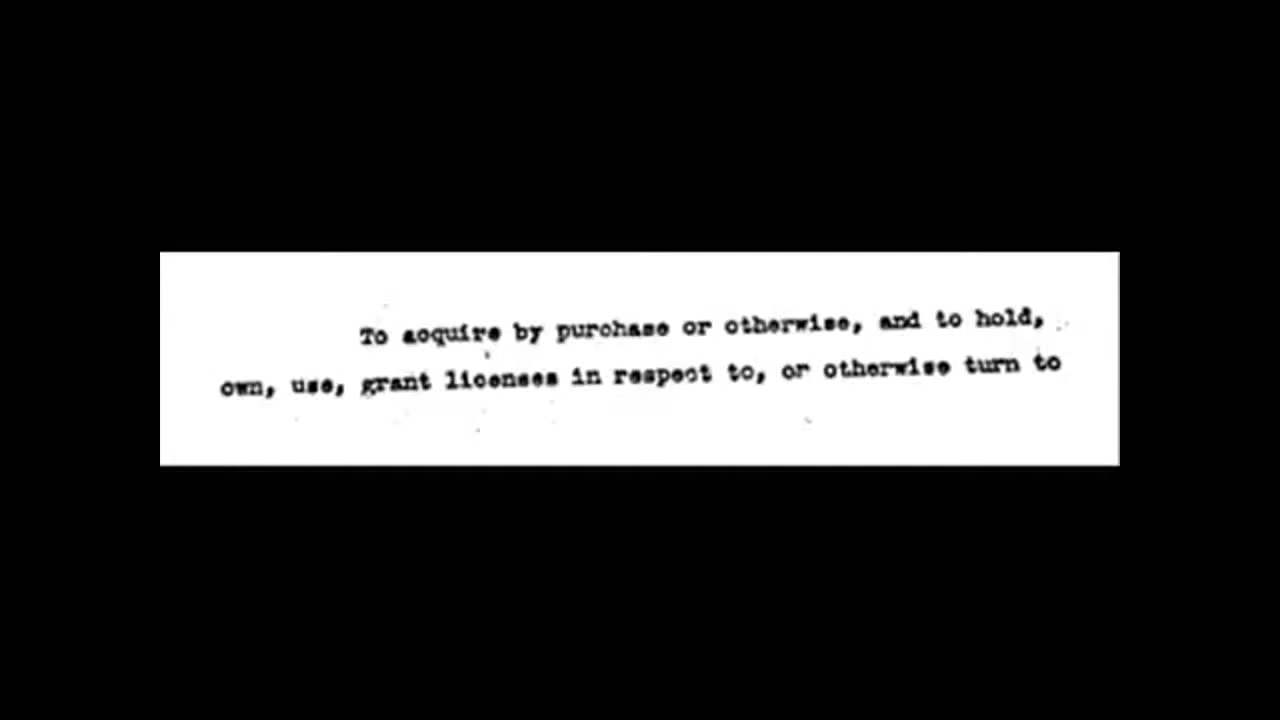 To acquire by purchase or otherwise, and to hold,
own, use, grant licenses in respect to, or otherwise turn to